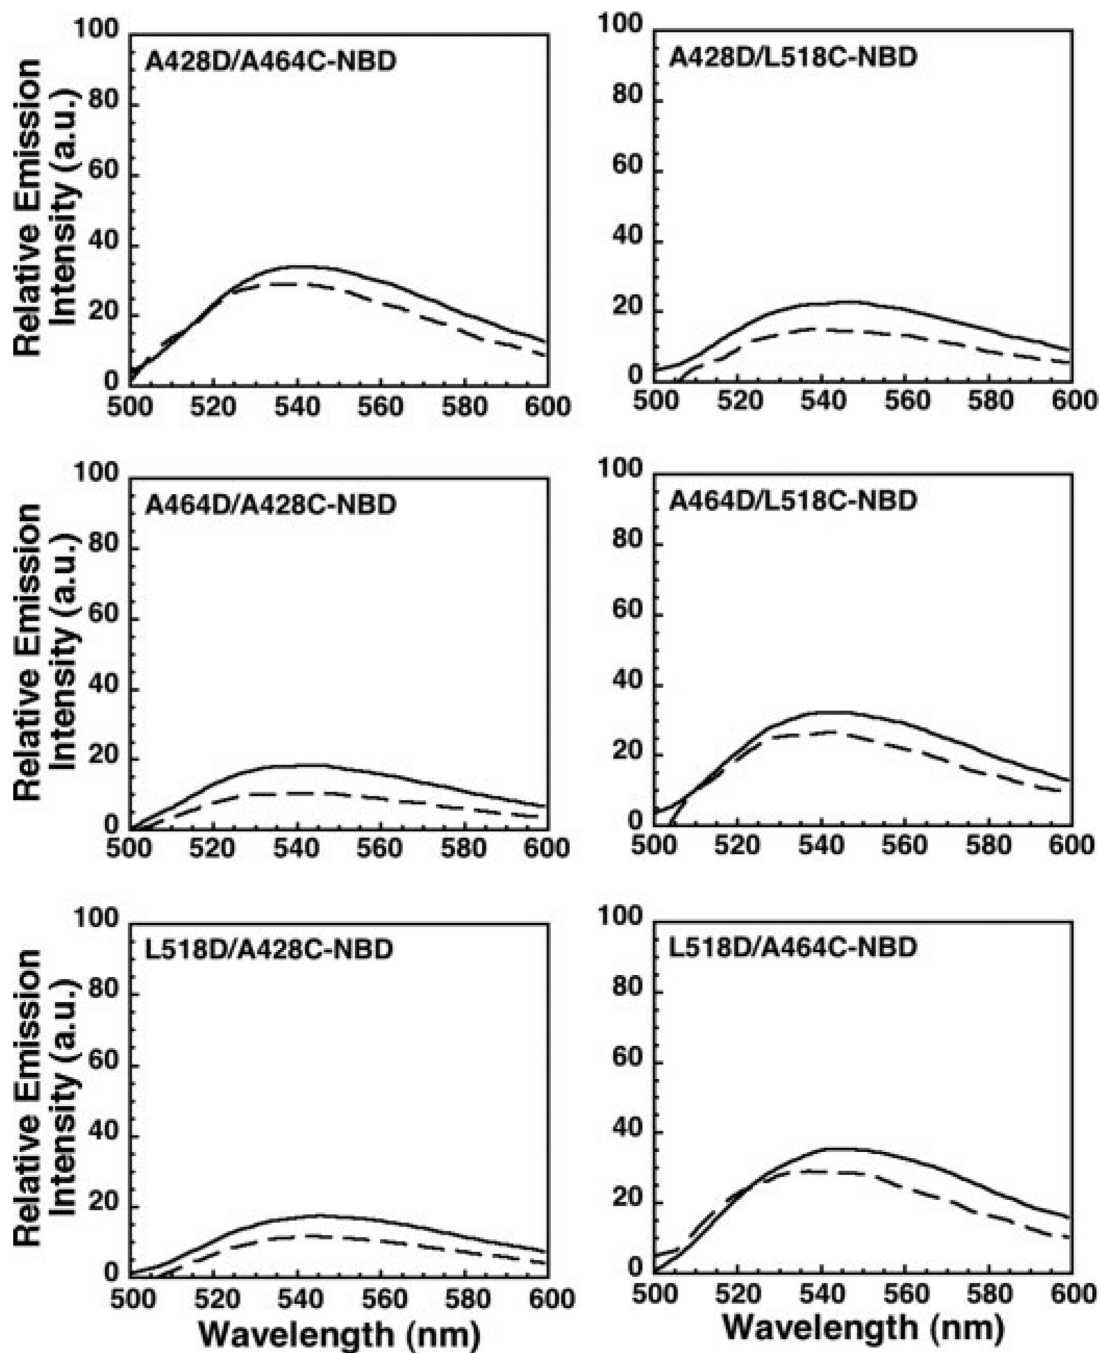 Relative Emission
Intensity (a.u.)
100
80
60
40
20
0
A428D/A464C-NBD
500 520 540 560 580 600
100
80
60
40
20
0
A428D/L518C-NBD
500 520 540 560 580 600
Relative Emission
Intensity (a.u.)
100
80
60
40
20
0
A464D/A428C-NBD
500 520 540 560 580 600
100
80
60
40
20
0
A464D/L518C-NBD
500 520 540 560 580 600
Relative Emission
Intensity (a.u.)
100
80
60
40
20
0
L518D/A428C-NBD
500 520 540 560 580 600
Wavelength (nm)
100
80
60
40
20
0
L518D/A464C-NBD
500 520 540 560 580 600
Wavelength (nm)